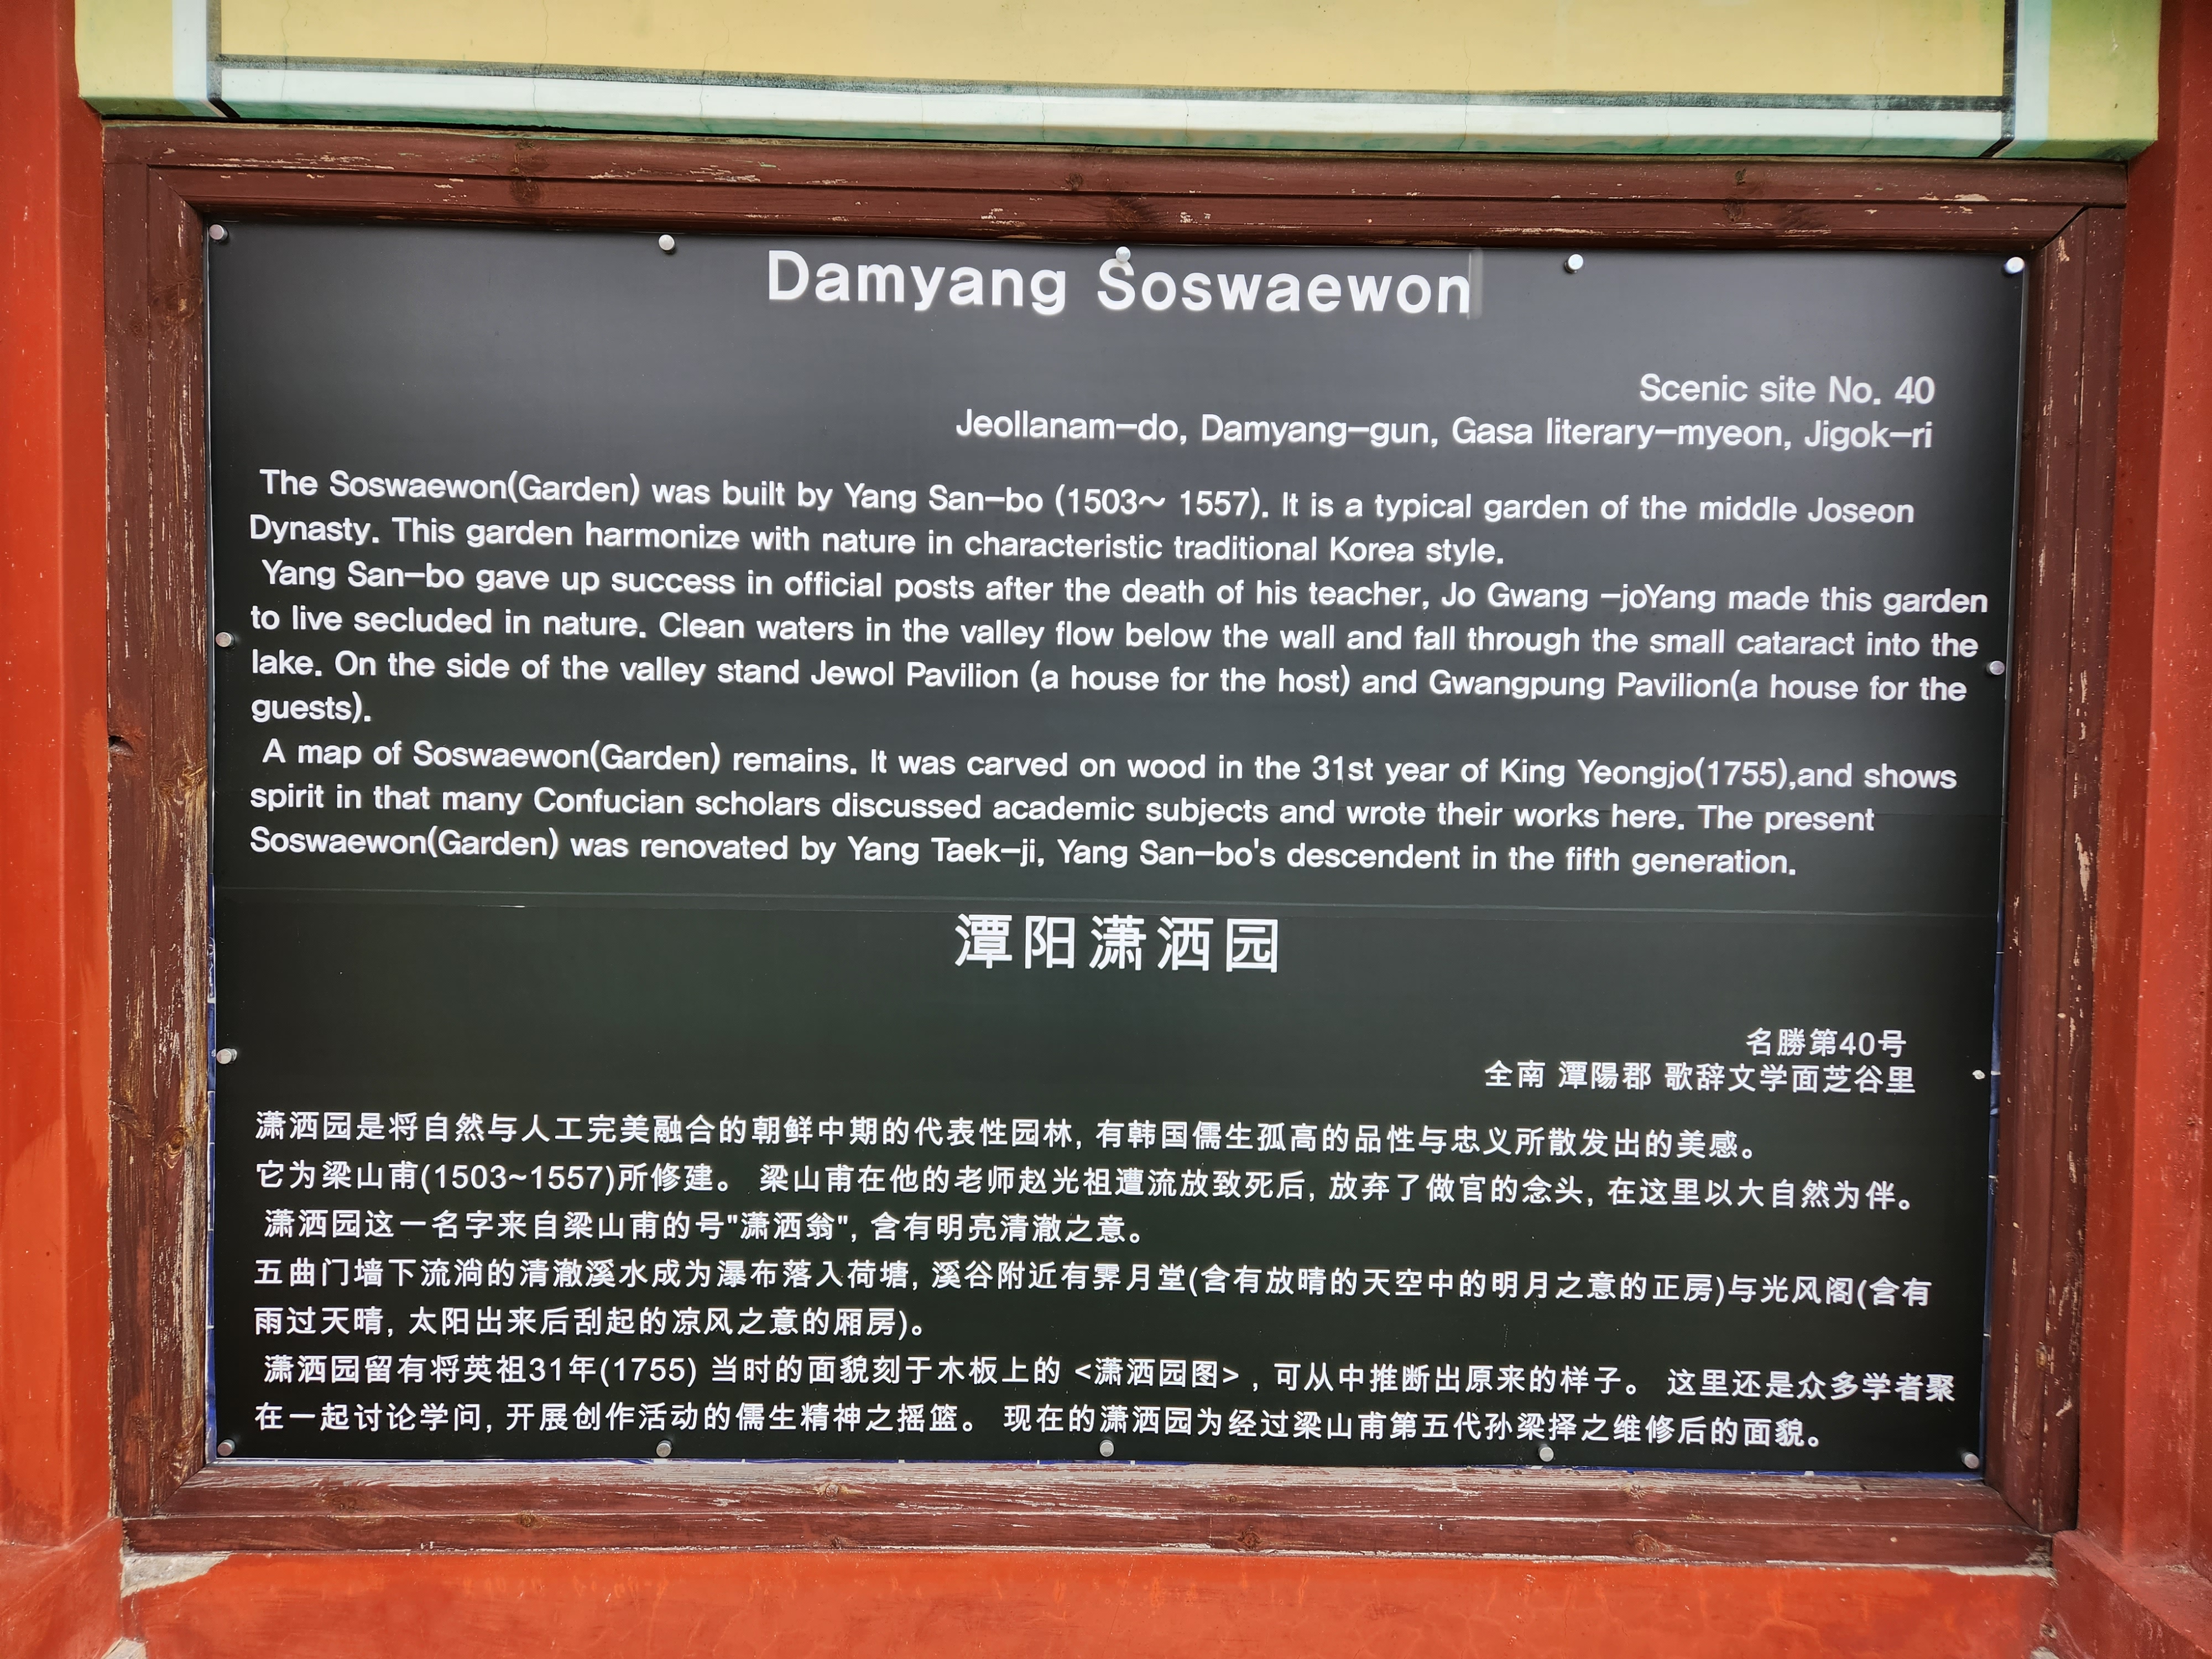 Damyang Soswaewon
Scenic site No. 40
Jeollanam-do, Damyang-gun, Gasa literary-myeon, Jigok-ri
The Soswaewon(Garden) was built by Yang San-bo (1503~ 1557). It is a typical garden of the middle Joseon
Dynasty. This garden harmonize with nature in characteristic traditional Korea style.
Yang San-bo gave up success in official posts after the death of his teacher, Jo Gwang -joYang made this garden
to live secluded in nature. Clean waters in the valley flow below the wall and fall through the small cataract into the
lake. On the side of the valley stand Jewol Pavilion (a house for the host) and Gwangpung Pavilion(a house for the
guests).
A map of Soswaewon(Garden) remains. It was carved on wood in the 31st year of King Yeongjo(1755),and shows
spirit in that many Confucian scholars discussed academic subjects and wrote their works here. The present
Soswaewon(Garden) was renovated by Yang Taek-ji, Yang San-bo's descendent in the fifth generation.
潭阳潇洒园
名勝第40号
全南 潭陽郡 歌辞文学面芝谷里
潇洒园是将自然与人工完美融合的朝鲜中期的代表性园林, 有韩国儒生孤高的品性与忠义所散发出的美感。
它为梁山甫(1503~1557)所修建。 梁山甫在他的老师赵光祖遭流放致死后, 放弃了做官的念头, 在这里以大自然为伴。
潇洒园这一名字来自梁山甫的号"潇洒翁", 含有明亮清澈之意。
五曲门墙下流淌的清澈溪水成为瀑布落入荷塘, 溪谷附近有霁月堂(含有放晴的天空中的明月之意的正房)与光风阁(含有
雨过天晴, 太阳出来后刮起的凉风之意的厢房)。
潇洒园留有将英祖31年(1755) 当时的面貌刻于木板上的 <潇洒园图> , 可从中推断出原来的样子。 这里还是众多学者聚
在一起讨论学问, 开展创作活动的儒生精神之摇篮。 现在的潇洒园为经过梁山甫第五代孙梁择之维修后的面貌。